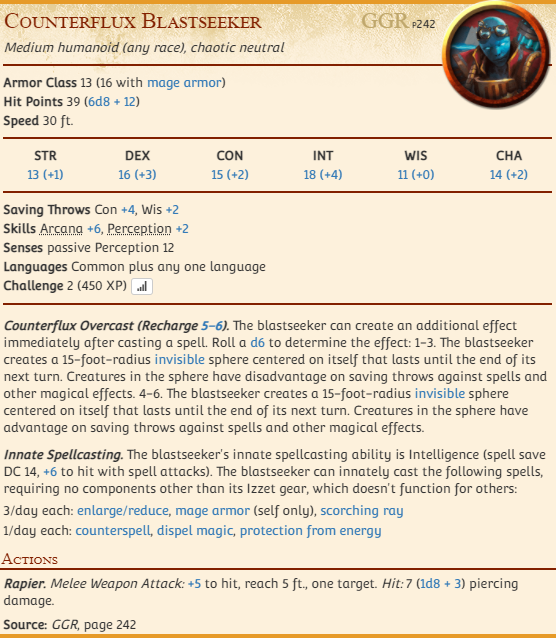 Counterflux Blastseeker GGR p242
Medium humanoid (any race), chaotic neutral
Armor Class 13 (16 with mage armor)
Hit Points 39 (6d8 + 12)
Speed 30 ft.
STR DEX CON INT WIS CHA
13 (+1) 16 (+3) 15 (+2) 18 (+4) 11 (+0) 14 (+2)
Saving Throws Con +4, Wis +2
Skills Arcana +6, Perception +2
Senses passive Perception 12
Languages Common plus any one language
Challenge 2 (450 XP)
Counterflux Overcast (Recharge 5–6). The blastseeker can create an additional effect
immediately after casting a spell. Roll a d6 to determine the effect: 1–3. The blastseeker
creates a 15-foot-radius invisible sphere centered on itself that lasts until the end of its
next turn. Creatures in the sphere have disadvantage on saving throws against spells and
other magical effects. 4–6. The blastseeker creates a 15-foot-radius invisible sphere
centered on itself that lasts until the end of its next turn. Creatures in the sphere have
advantage on saving throws against spells and other magical effects.
Innate Spellcasting. The blastseeker's innate spellcasting ability is Intelligence (spell save
DC 14, +6 to hit with spell attacks). The blastseeker can innately cast the following spells,
requiring no components other than its Izzet gear, which doesn't function for others:
3/day each: enlarge/reduce, mage armor (self only), scorching ray
1/day each: counterspell, dispel magic, protection from energy
Actions
Rapier. Melee Weapon Attack: +5 to hit, reach 5 ft., one target. Hit: 7 (1d8 + 3) piercing
damage.
Source: GGR, page 242